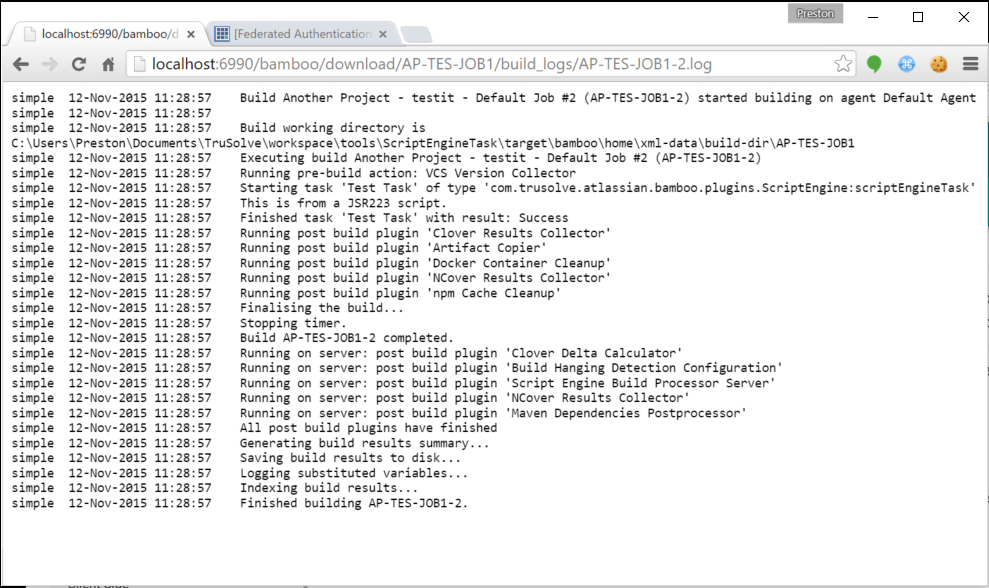 Preston
localhost:6990/bamboo/d
[Federated Authentication
localhost:6990/bamboo/download/AP-TES-JOB1/build_logs/AP-TES-JOB1-2.log
simple 12-Nov-2015 11:28:57 Build Another Project - testit - Default Job #2 (AP-TES-JOB1-2) started building on agent Default Agent
simple 12-Nov-2015 11:28:57
simple 12-Nov-2015 11:28:57 Build working directory is
C:\Users\Preston\Documents\TruSolve\workspace\tools\ScriptEngineTask\target\bamboo\home\xml-data\build-dir\AP-TES-JOB1
simple 12-Nov-2015 11:28:57 Executing build Another Project - testit - Default Job #2 (AP-TES-JOB1-2)
simple 12-Nov-2015 11:28:57 Running pre-build action: VCS Version Collector
simple 12-Nov-2015 11:28:57 Starting task 'Test Task' of type 'com.trusolve.atlassian.bamboo.plugins.ScriptEngine:scriptEngineTask'
simple 12-Nov-2015 11:28:57 This is from a JSR223 script.
simple 12-Nov-2015 11:28:57 Finished task 'Test Task' with result: Success
simple 12-Nov-2015 11:28:57 Running post build plugin 'Clover Results Collector'
simple 12-Nov-2015 11:28:57 Running post build plugin 'Artifact Copier'
simple 12-Nov-2015 11:28:57 Running post build plugin 'Docker Container Cleanup'
simple 12-Nov-2015 11:28:57 Running post build plugin 'NCover Results Collector'
simple 12-Nov-2015 11:28:57 Running post build plugin 'npm Cache Cleanup'
simple 12-Nov-2015 11:28:57 Finalising the build...
simple 12-Nov-2015 11:28:57 Stopping timer.
simple 12-Nov-2015 11:28:57 Build AP-TES-JOB1-2 completed.
simple 12-Nov-2015 11:28:57 Running on server: post build plugin 'Clover Delta Calculator'
simple 12-Nov-2015 11:28:57 Running on server: post build plugin 'Build Hanging Detection Configuration'
simple 12-Nov-2015 11:28:57 Running on server: post build plugin 'Script Engine Build Processor Server'
simple 12-Nov-2015 11:28:57 Running on server: post build plugin 'NCover Results Collector'
simple 12-Nov-2015 11:28:57 Running on server: post build plugin 'Maven Dependencies Postprocessor'
simple 12-Nov-2015 11:28:57 All post build plugins have finished
simple 12-Nov-2015 11:28:57 Generating build results summary...
simple 12-Nov-2015 11:28:57 Saving build results to disk...
simple 12-Nov-2015 11:28:57 Logging substituted variables...
simple 12-Nov-2015 11:28:57 Indexing build results...
simple 12-Nov-2015 11:28:57 Finished building AP-TES-JOB1-2.